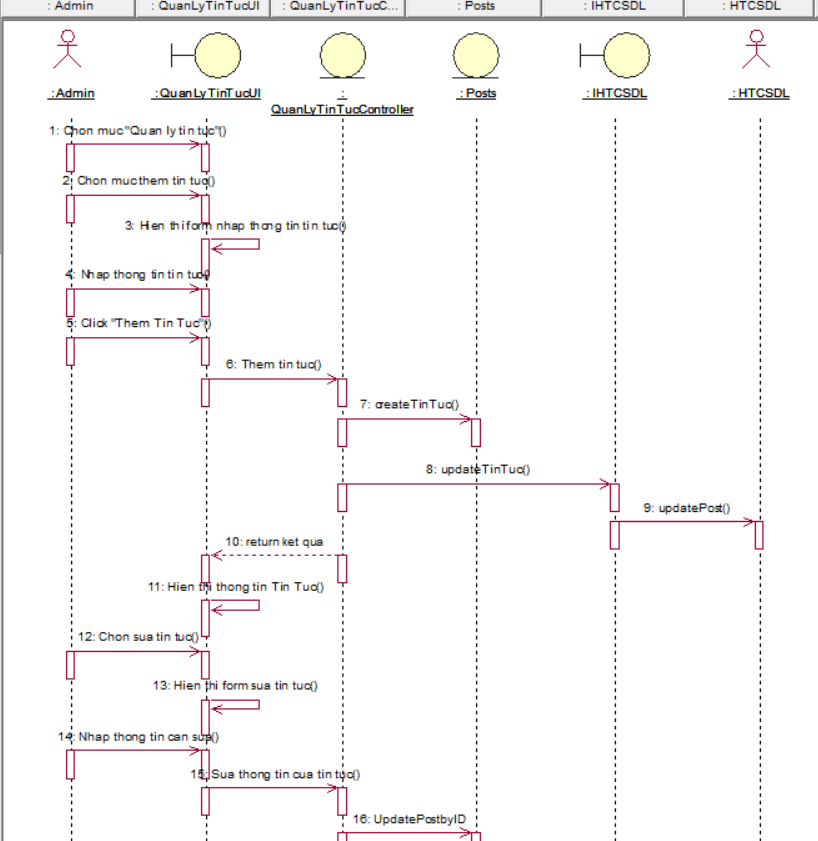 : Admin : QuanLyTinTucUI : QuanLyTinTucC... : Posts : IHTCSDL : HTCSDL
: Admin : QuanLyTinTucUI : : Posts : IHTCSDL : HTCSDL
QuanLyTinTucController
1: Chon muc "Quan ly tin tuc"()
2: Chon muc them tin tuc()
3: Hien thi form nhap thong tin tin tuc()
4: Nhap thong tin tin tuc()
5: Click "Them Tin Tuc"()
6: Them tin tuc()
7: createTinTuc()
8: updateTinTuc()
9: updatePost()
10: return ket qua
11: Hien thi thong tin Tin Tuc()
12: Chon sua tin tuc()
13: Hien thi form sua tin tuc()
14: Nhap thong tin can sua()
15: Sua thong tin cua tin tuc()
16: UpdatePostbyID